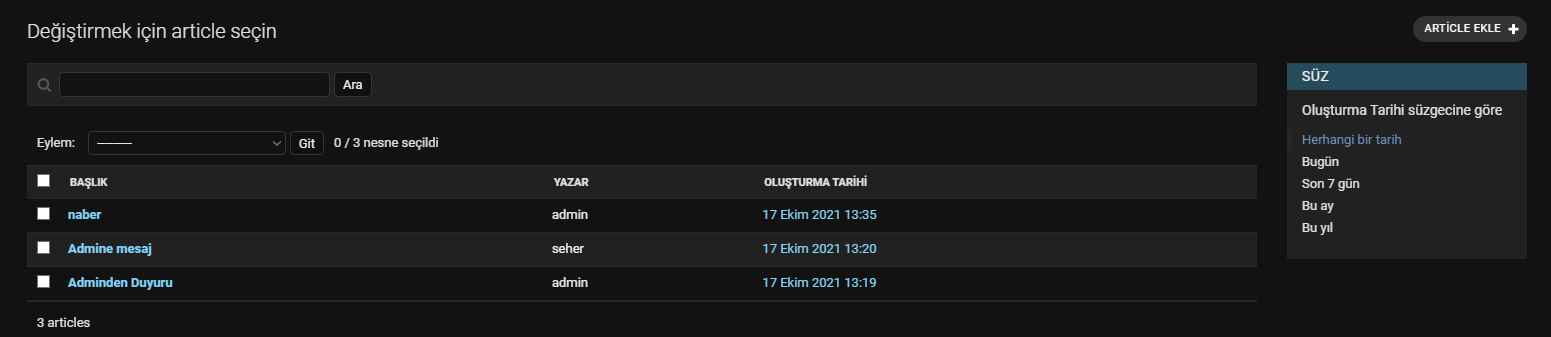 Değiştirmek için article seçin
ARTİCLE EKLE +
Ara
Eylem: --------- Git 0 / 3 nesne seçildi
BAŞLIK YAZAR OLUŞTURMA TARİHİ
naber admin 17 Ekim 2021 13:35
Admine mesaj seher 17 Ekim 2021 13:20
Adminden Duyuru admin 17 Ekim 2021 13:19
3 articles
SÜZ
Oluşturma Tarihi süzgecine göre
Herhangi bir tarih
Bugün
Son 7 gün
Bu ay
Bu yıl